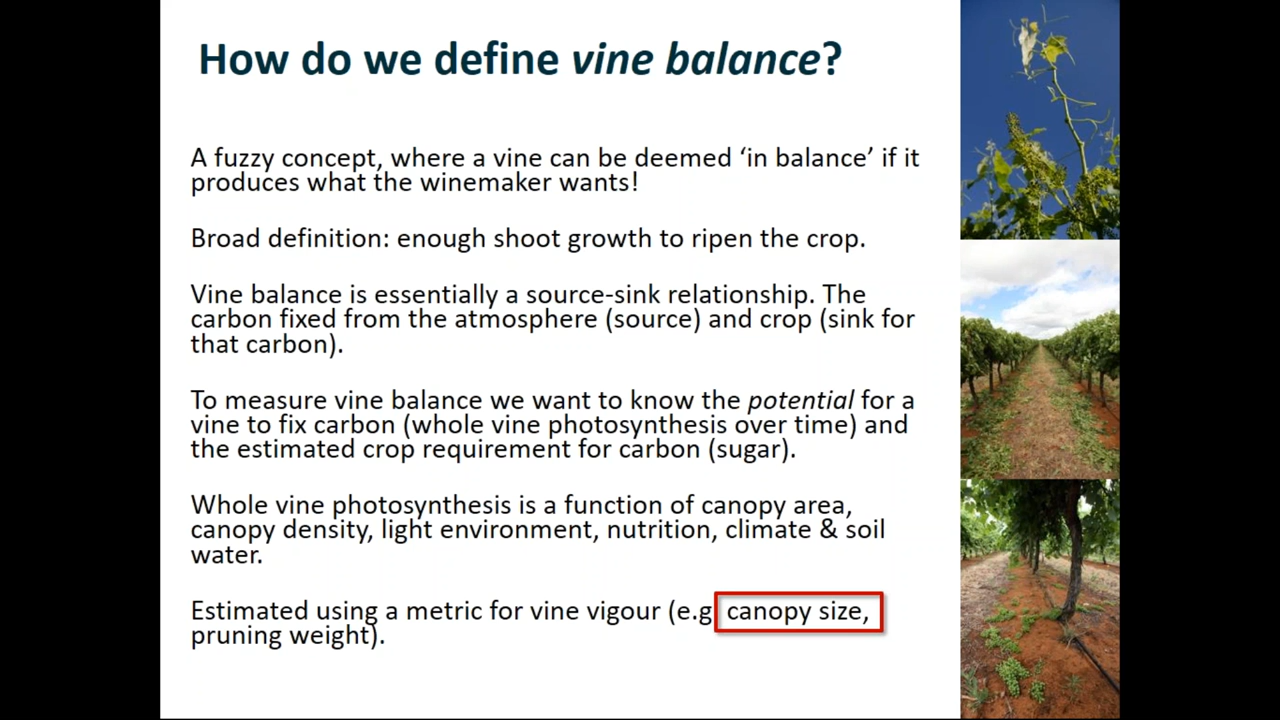 How do we define vine balance?
A fuzzy concept, where a vine can be deemed ‘in balance’ if it
produces what the winemaker wants!
Broad definition: enough shoot growth to ripen the crop.
Vine balance is essentially a source-sink relationship. The
carbon fixed from the atmosphere (source) and crop (sink for
that carbon).
To measure vine balance we want to know the potential for a
vine to fix carbon (whole vine photosynthesis over time) and
the estimated crop requirement for carbon (sugar).
Whole vine photosynthesis is a function of canopy area,
canopy density, light environment, nutrition, climate & soil
water.
Estimated using a metric for vine vigour (e.g canopy size,
pruning weight).